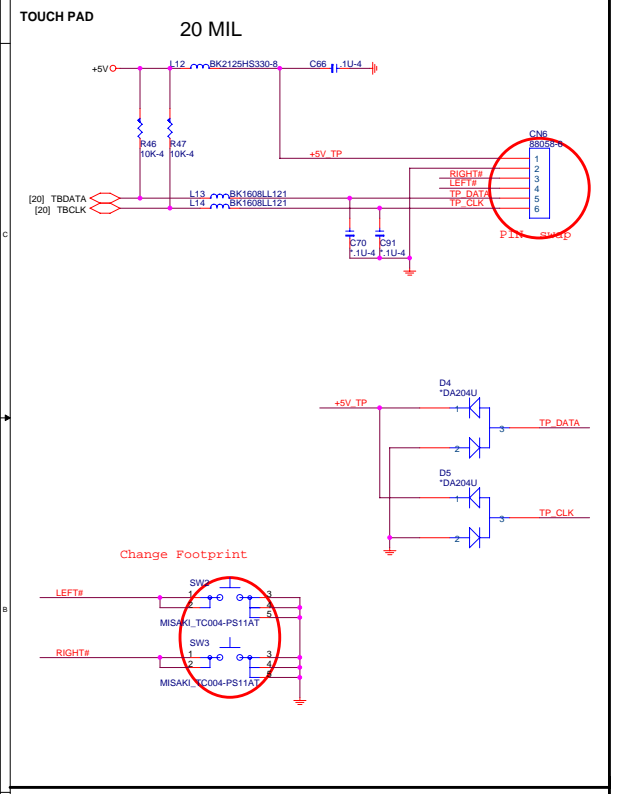 TOUCH PAD
20 MIL
+5V
L12 BK2125HS330-8
C66 .1U-4
R46
10K-4
R47
10K-4
CN6
88058-6
+5V_TP
1
2
RIGHT# 3
LEFT# 4
[20] TBDATA L13 BK1608LL121 TP_DATA 5
[20] TBCLK L14 BK1608LL121 TP_CLK 6
PIN swap
C70
*.1U-4
C91
*.1U-4
C
D4
*DA204U
+5V_TP
1
2
3
TP_DATA
D5
*DA204U
1
2
3
TP_CLK
Change Footprint
B
LEFT#
SW2
1
2
3
4
5
MISAKI_TC004-PS11AT
RIGHT#
SW3
1
2
3
4
5
MISAKI_TC004-PS11AT